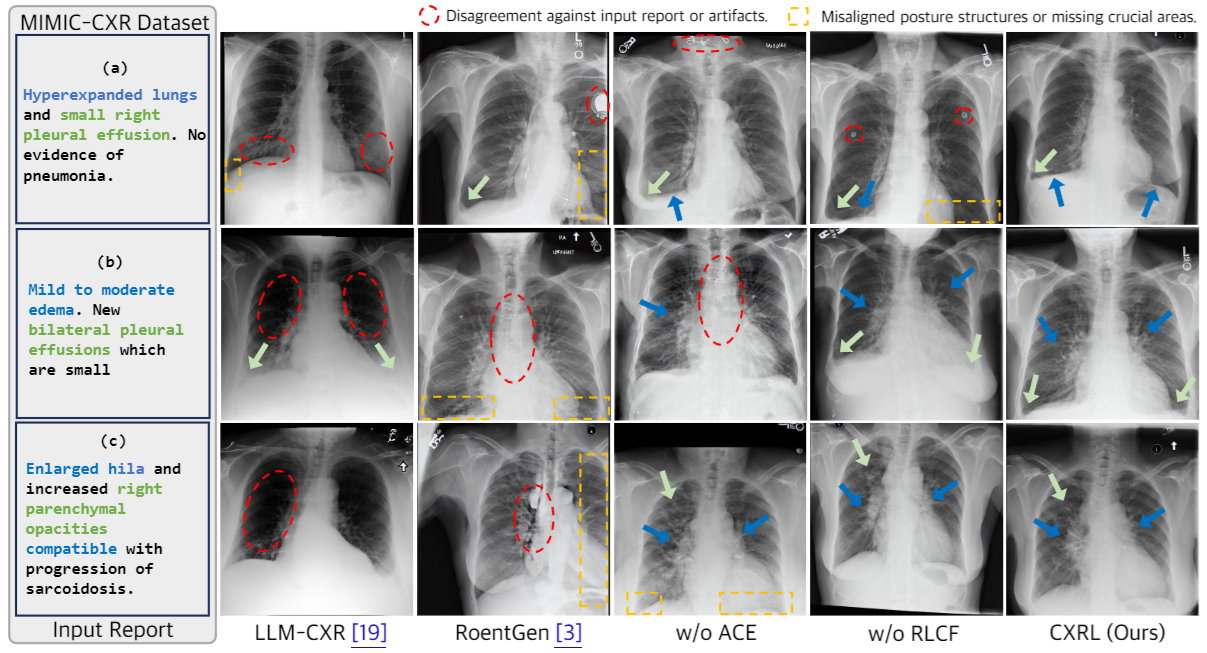 MIMIC-CXR Dataset
Disagreement against input report or artifacts.
Misaligned posture structures or missing crucial areas.
(a)
Hyperexpanded lungs
and small right
pleural effusion. No
evidence of
pneumonia.
(b)
Mild to moderate
edema. New
bilateral pleural
effusions which
are small
(c)
Enlarged hila and
increased right
parenchymal
opacities
compatible with
progression of
sarcoidosis.
Input Report
LLM-CXR [19]
RoentGen [3]
w/o ACE
w/o RLCF
CXRL (Ours)